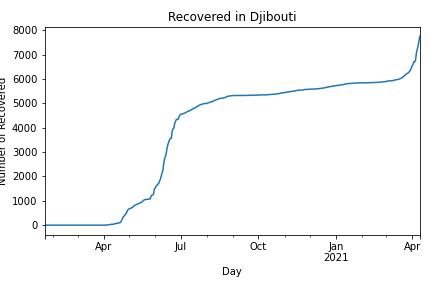 Recovered in Djibouti
Number of Recovered
8000
7000
6000
5000
4000
3000
2000
1000
0
Apr
Jul
Oct
Jan
2021
Apr
Day